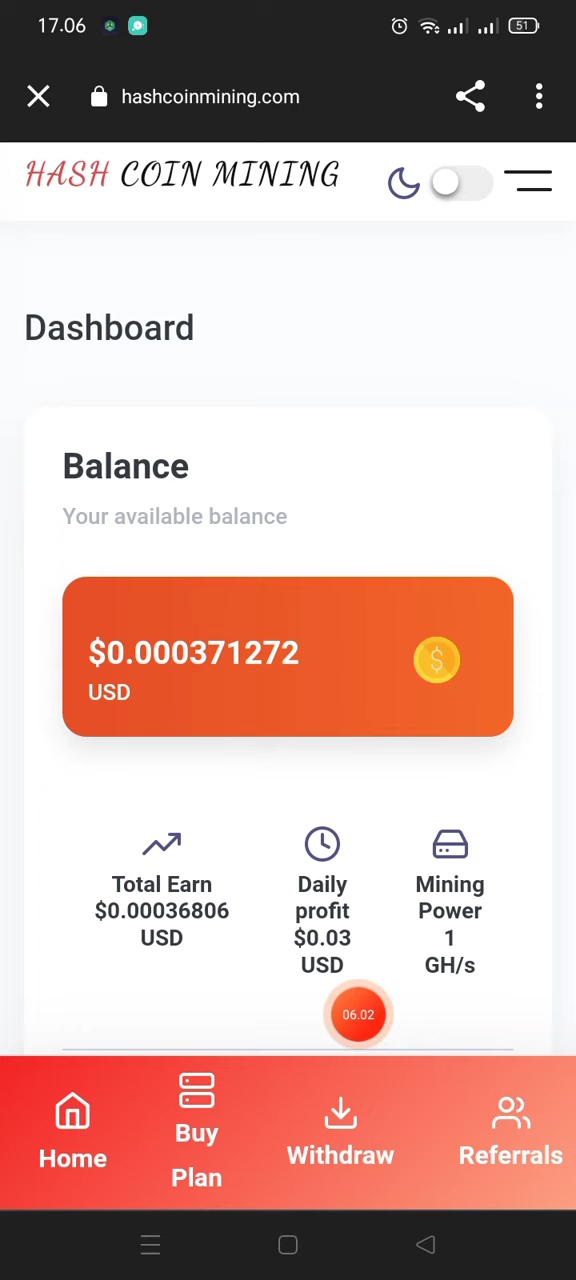 17.06
51
hashcoinmining.com
HASH COIN MINING
Dashboard
Balance
Your available balance
$0.000371272
USD
Total Earn
$0.00036806
USD
Daily
profit
$0.03
USD
Mining
Power
1
GH/s
06.02
Home
Buy
Plan
Withdraw
Referrals